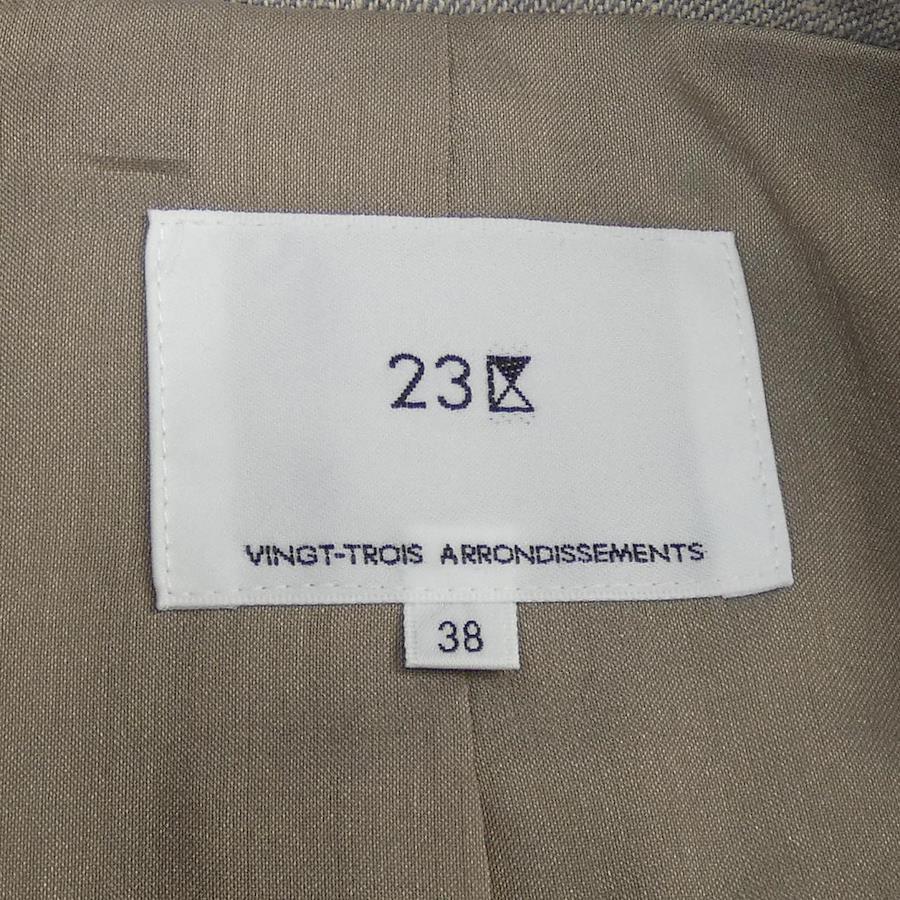 23区
VINGT-TROIS ARRONDISSEMENTS
38